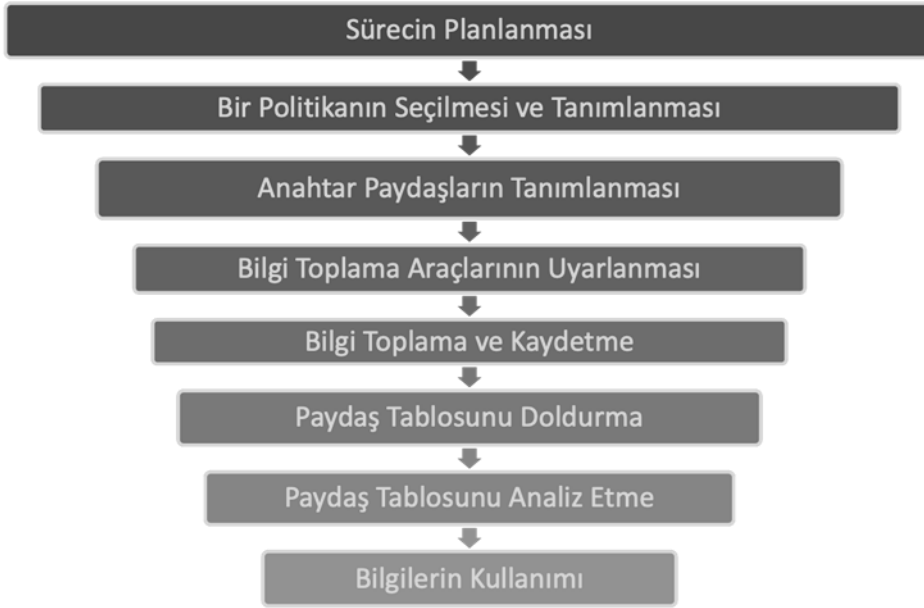 Sürecin Planlanması
Bir Politikanın Seçilmesi ve Tanımlanması
Anahtar Paydaşların Tanımlanması
Bilgi Toplama Araçlarının Uyarlanması
Bilgi Toplama ve Kaydetme
Paydaş Tablosunu Doldurma
Paydaş Tablosunu Analiz Etme
Bilgilerin Kullanımı